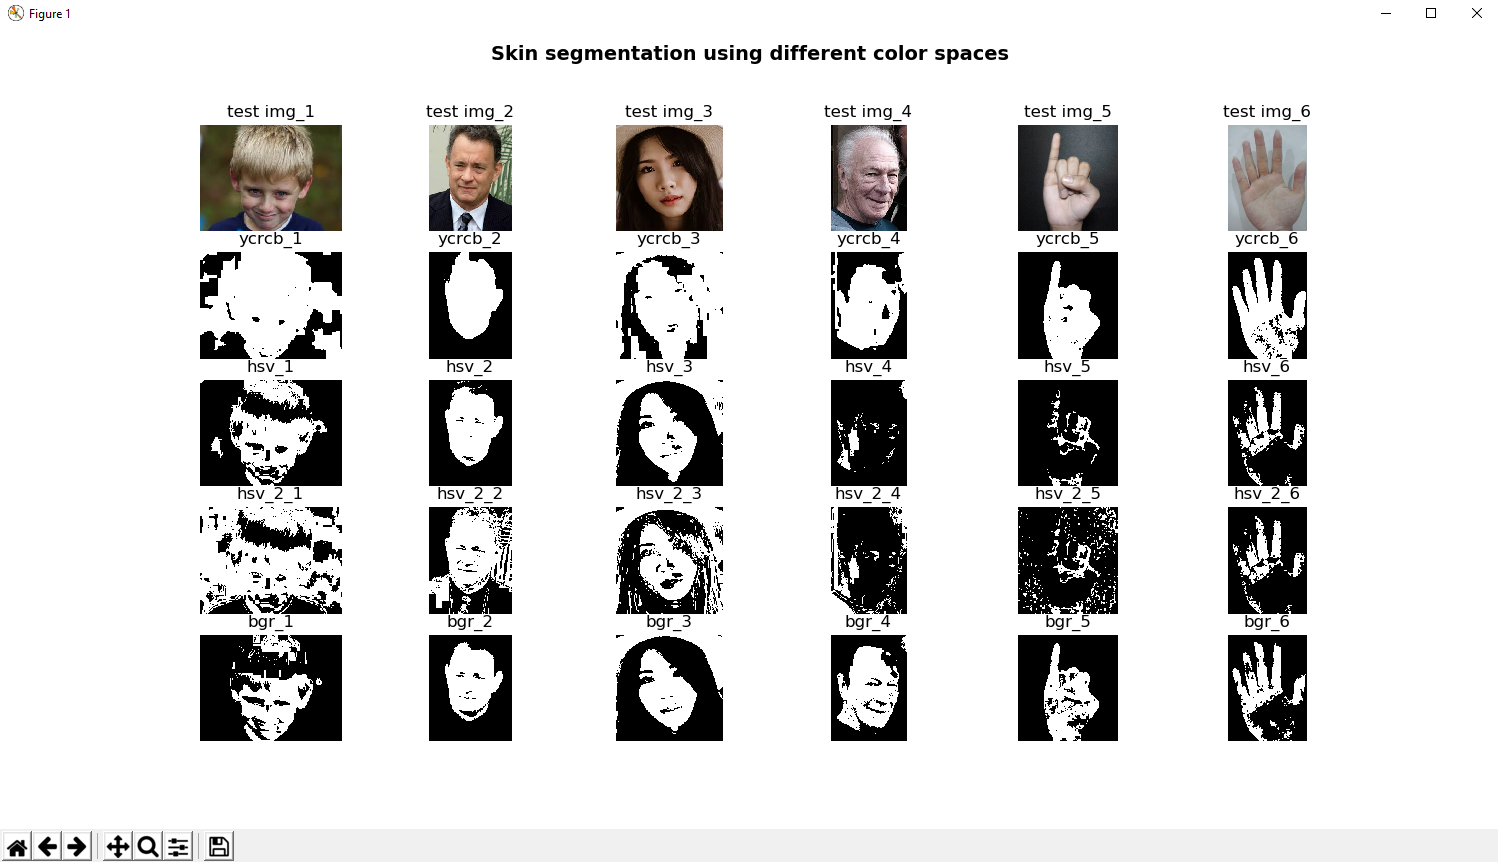 Figure 1
Skin segmentation using different color spaces
test img_1 test img_2 test img_3 test img_4 test img_5 test img_6
ycrcb_1 ycrcb_2 ycrcb_3 ycrcb_4 ycrcb_5 ycrcb_6
hsv_1 hsv_2 hsv_3 hsv_4 hsv_5 hsv_6
hsv_2_1 hsv_2_2 hsv_2_3 hsv_2_4 hsv_2_5 hsv_2_6
bgr_1 bgr_2 bgr_3 bgr_4 bgr_5 bgr_6